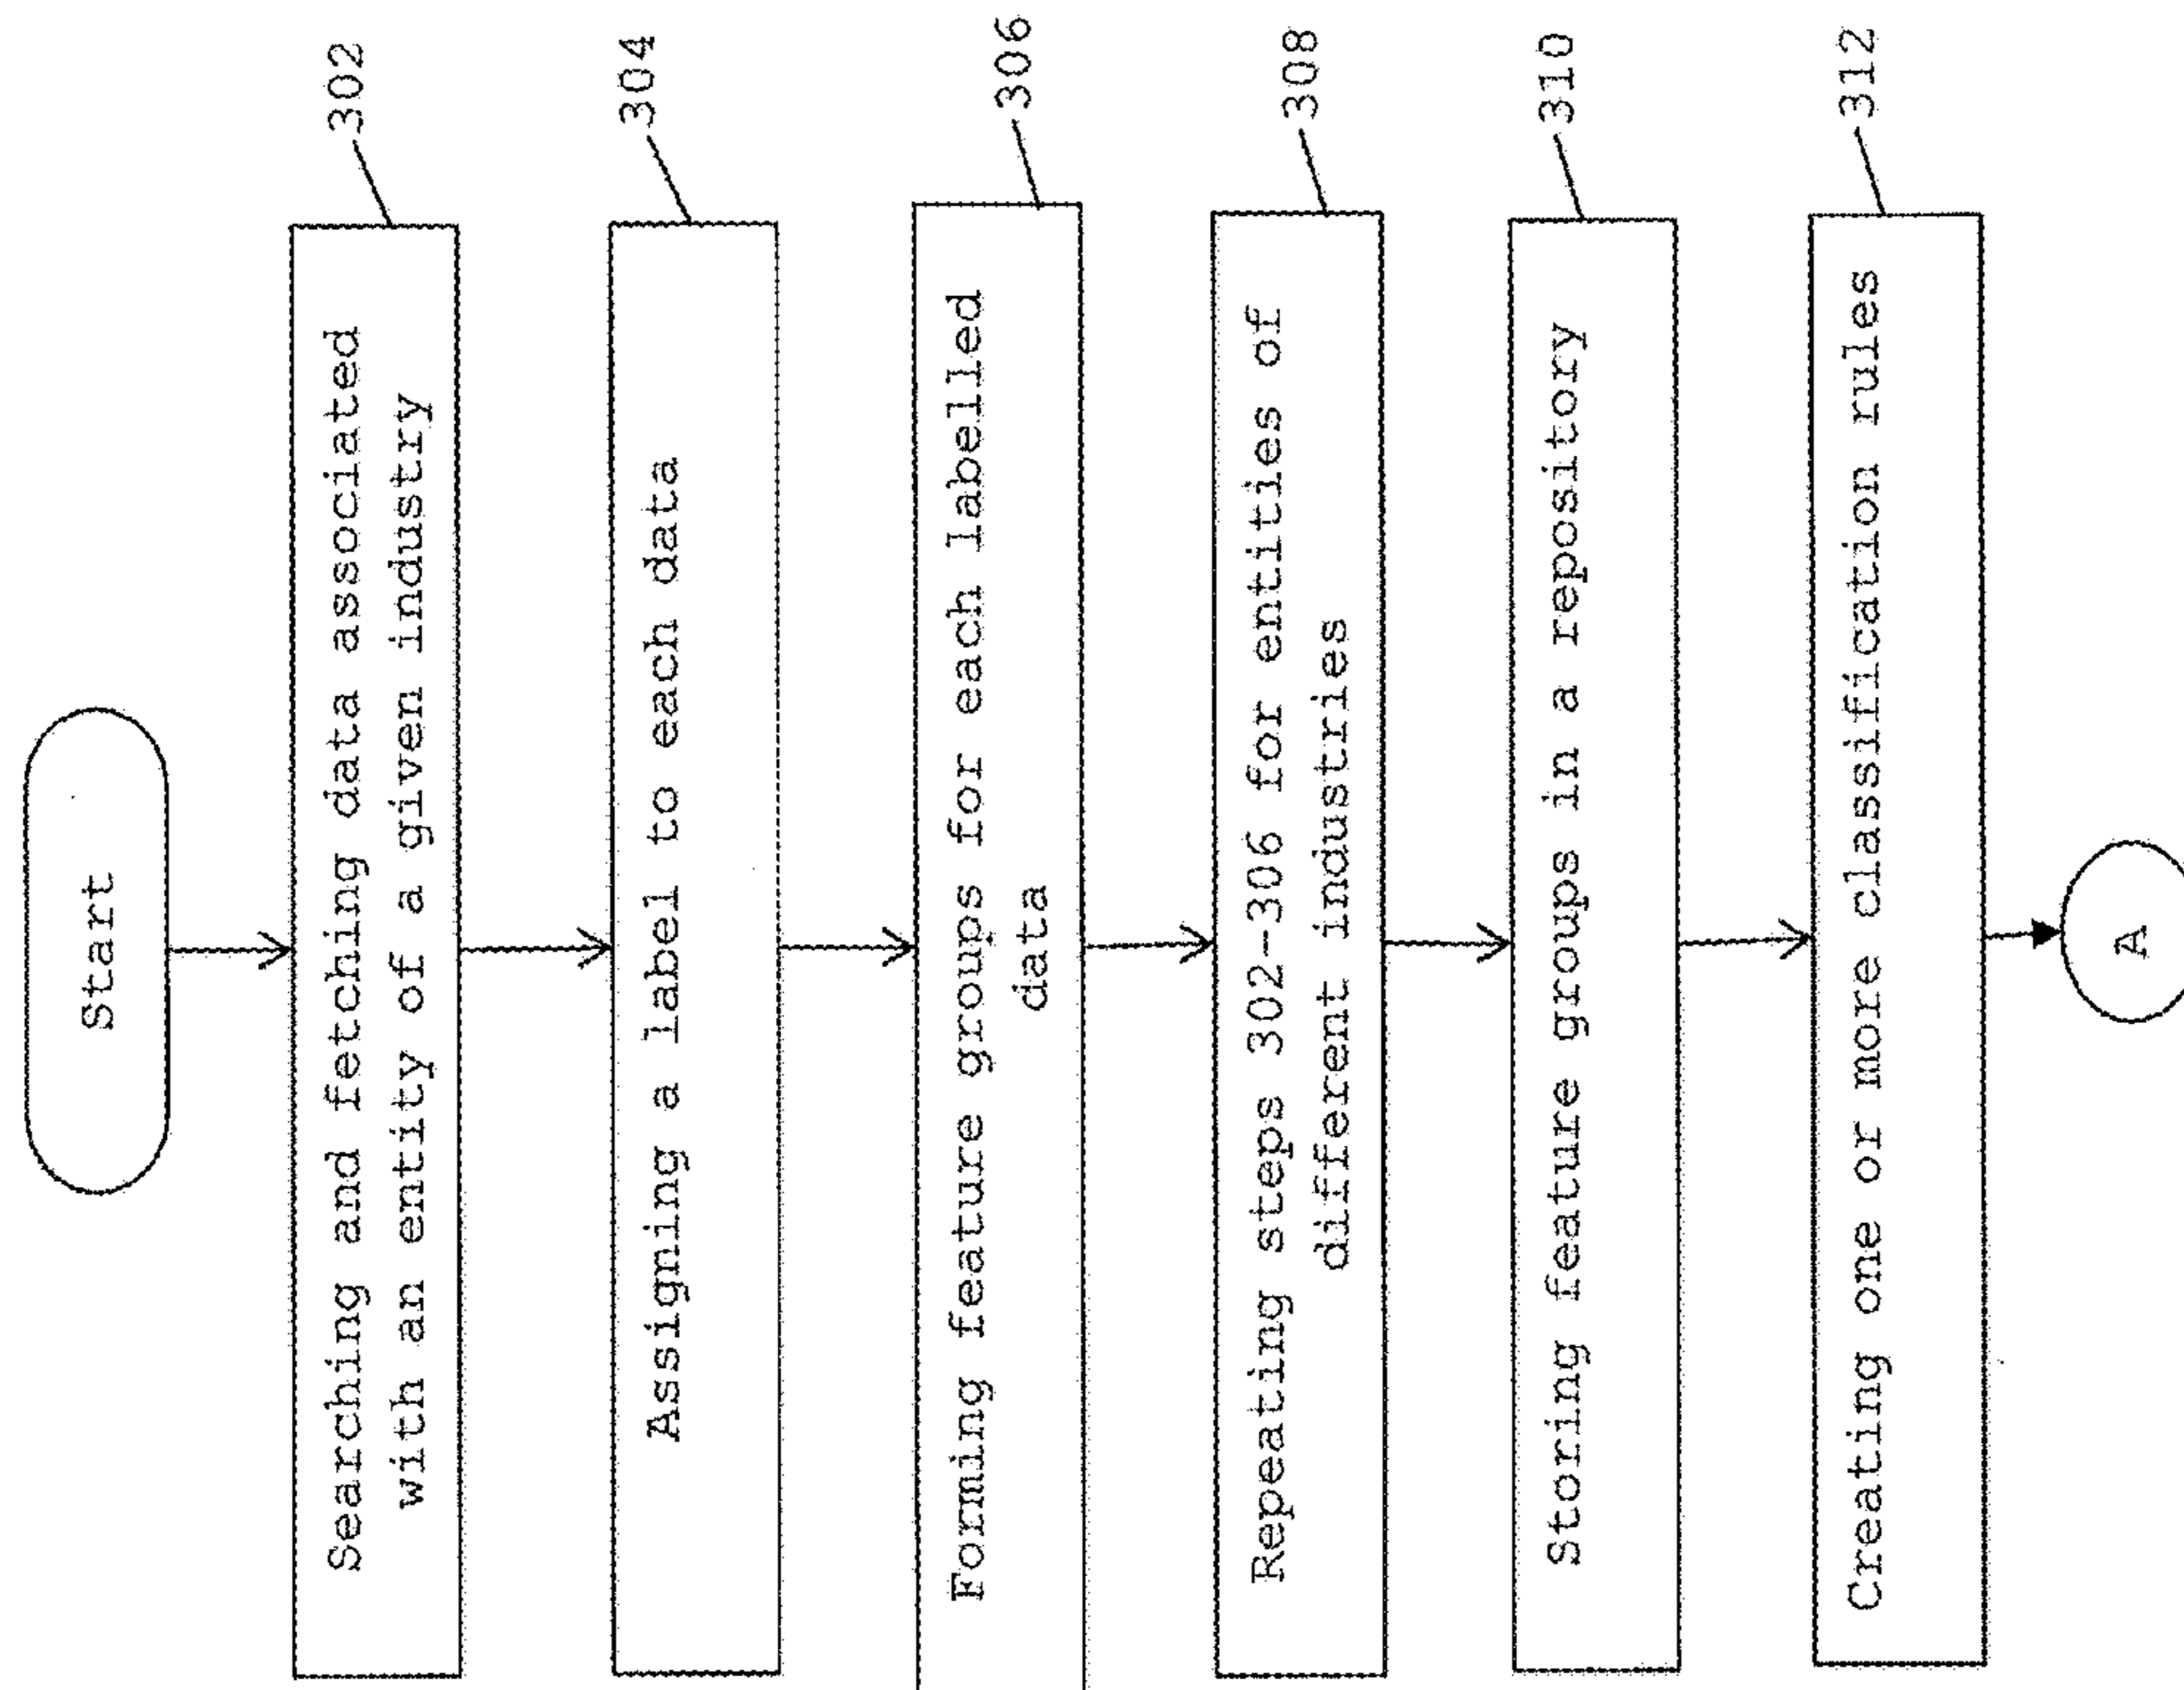 Start
Searching and fetching data associated
with an entity of a given industry
302
Assigning a label to each data
304
Forming feature groups for each labelled
data
306
Repeating steps 302-306 for entities of
different industries
308
Storing feature groups in a repository
310
Creating one or more classification rules
312
A